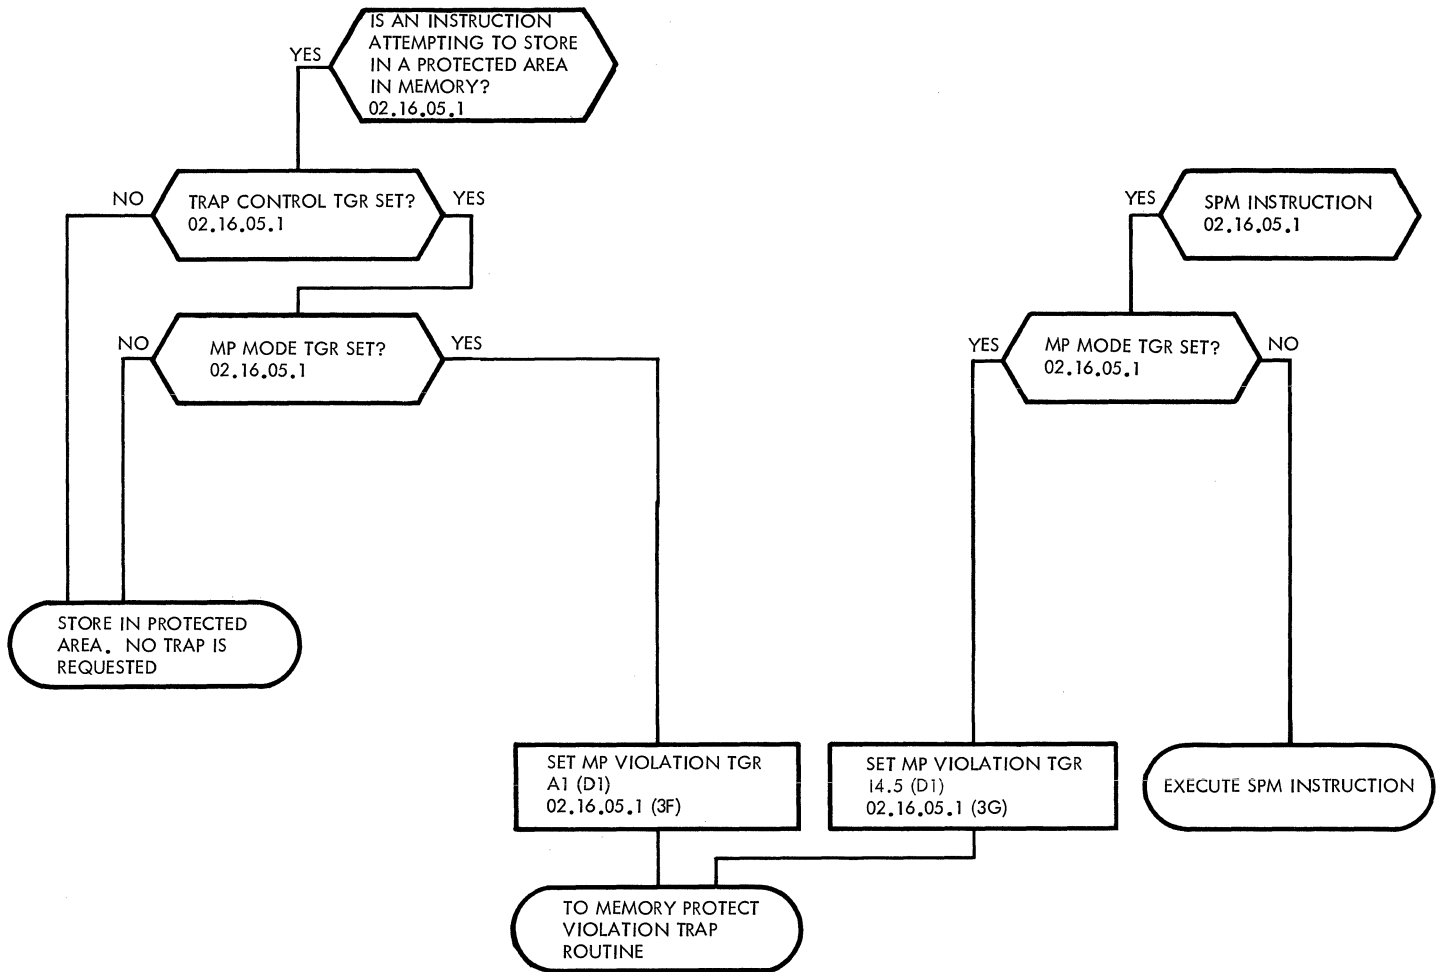 IS AN INSTRUCTION
ATTEMPTING TO STORE
IN A PROTECTED AREA
IN MEMORY?
02.16.05.1
YES
TRAP CONTROL TGR SET?
02.16.05.1
NO
YES
MP MODE TGR SET?
02.16.05.1
NO
YES
STORE IN PROTECTED
AREA. NO TRAP IS
REQUESTED
SET MP VIOLATION TGR
A1 (D1)
02.16.05.1 (3F)
SPM INSTRUCTION
02.16.05.1
YES
MP MODE TGR SET?
02.16.05.1
YES
NO
SET MP VIOLATION TGR
I4.5 (D1)
02.16.05.1 (3G)
EXECUTE SPM INSTRUCTION
TO MEMORY PROTECT
VIOLATION TRAP
ROUTINE